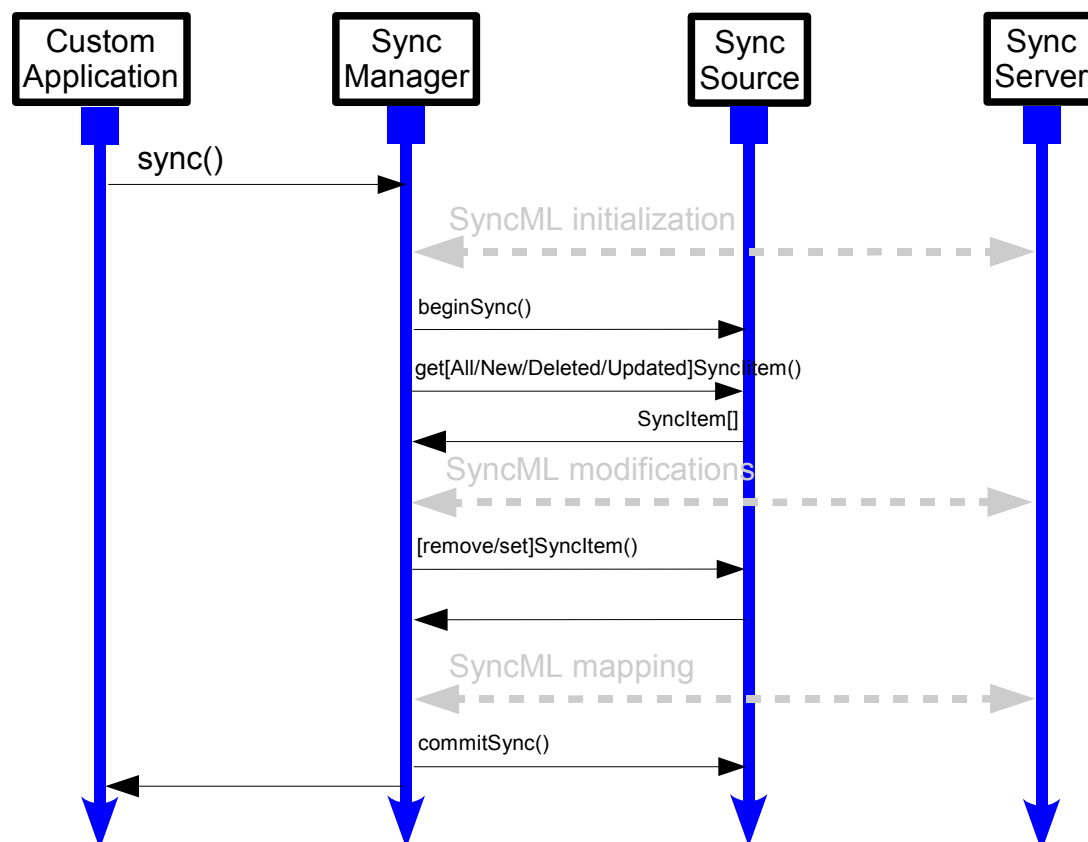 Custom
Application
Sync
Manager
Sync
Source
Sync
Server
sync()
SyncML initialization
beginSync()
get[All/New/Deleted/Updated]SyncIitem()
SyncItem[]
SyncML modifications
[remove/set]SyncItem()
SyncML mapping
commitSync()